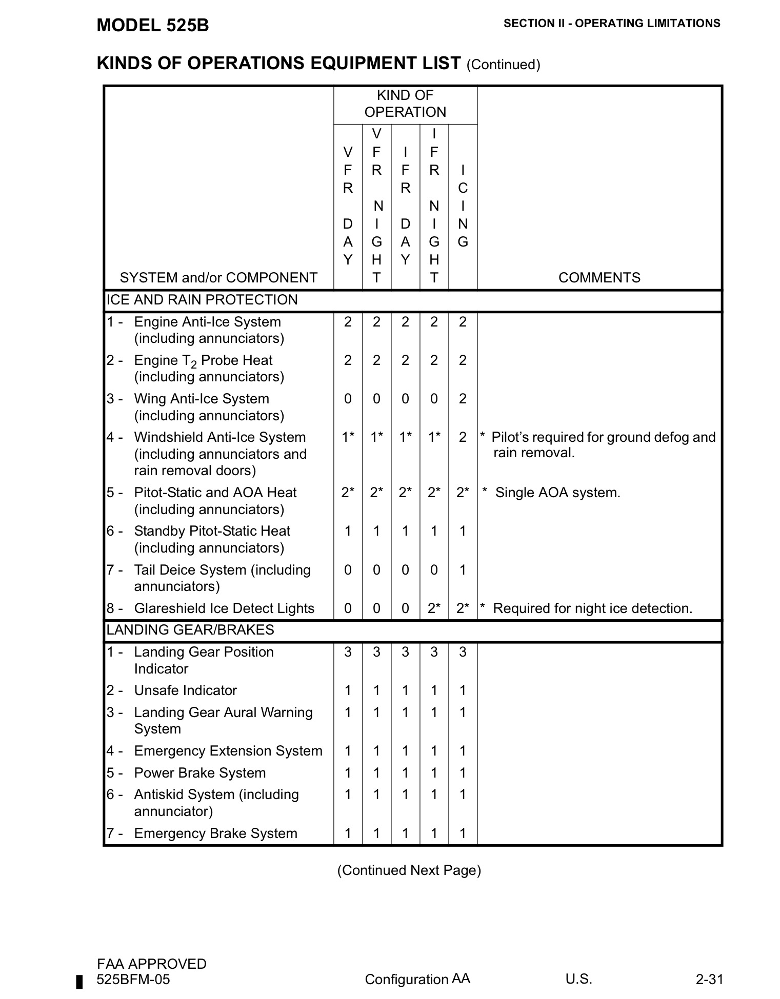 MODEL 525B
SECTION II - OPERATING LIMITATIONS
KINDS OF OPERATIONS EQUIPMENT LIST (Continued)
KIND OF
OPERATION
SYSTEM and/or COMPONENT
VFR DAY
VFR NIGHT
IFR DAY
IFR NIGHT
ICING
COMMENTS
ICE AND RAIN PROTECTION
1 - Engine Anti-Ice System 2 2 2 2 2
(including annunciators)
2 - Engine T2 Probe Heat 2 2 2 2 2
(including annunciators)
3 - Wing Anti-Ice System 0 0 0 0 2
(including annunciators)
4 - Windshield Anti-Ice System 1* 1* 1* 1* 2 * Pilot's required for ground defog and
(including annunciators and rain removal.
rain removal doors)
5 - Pitot-Static and AOA Heat 2* 2* 2* 2* 2* * Single AOA system.
(including annunciators)
6 - Standby Pitot-Static Heat 1 1 1 1 1
(including annunciators)
7 - Tail Deice System (including 0 0 0 0 1
annunciators)
8 - Glareshield Ice Detect Lights 0 0 0 2* 2* * Required for night ice detection.
LANDING GEAR/BRAKES
1 - Landing Gear Position 3 3 3 3 3
Indicator
2 - Unsafe Indicator 1 1 1 1 1
3 - Landing Gear Aural Warning 1 1 1 1 1
System
4 - Emergency Extension System 1 1 1 1 1
5 - Power Brake System 1 1 1 1 1
6 - Antiskid System (including 1 1 1 1 1
annunciator)
7 - Emergency Brake System 1 1 1 1 1
(Continued Next Page)
FAA APPROVED
525BFM-05 Configuration AA U.S. 2-31